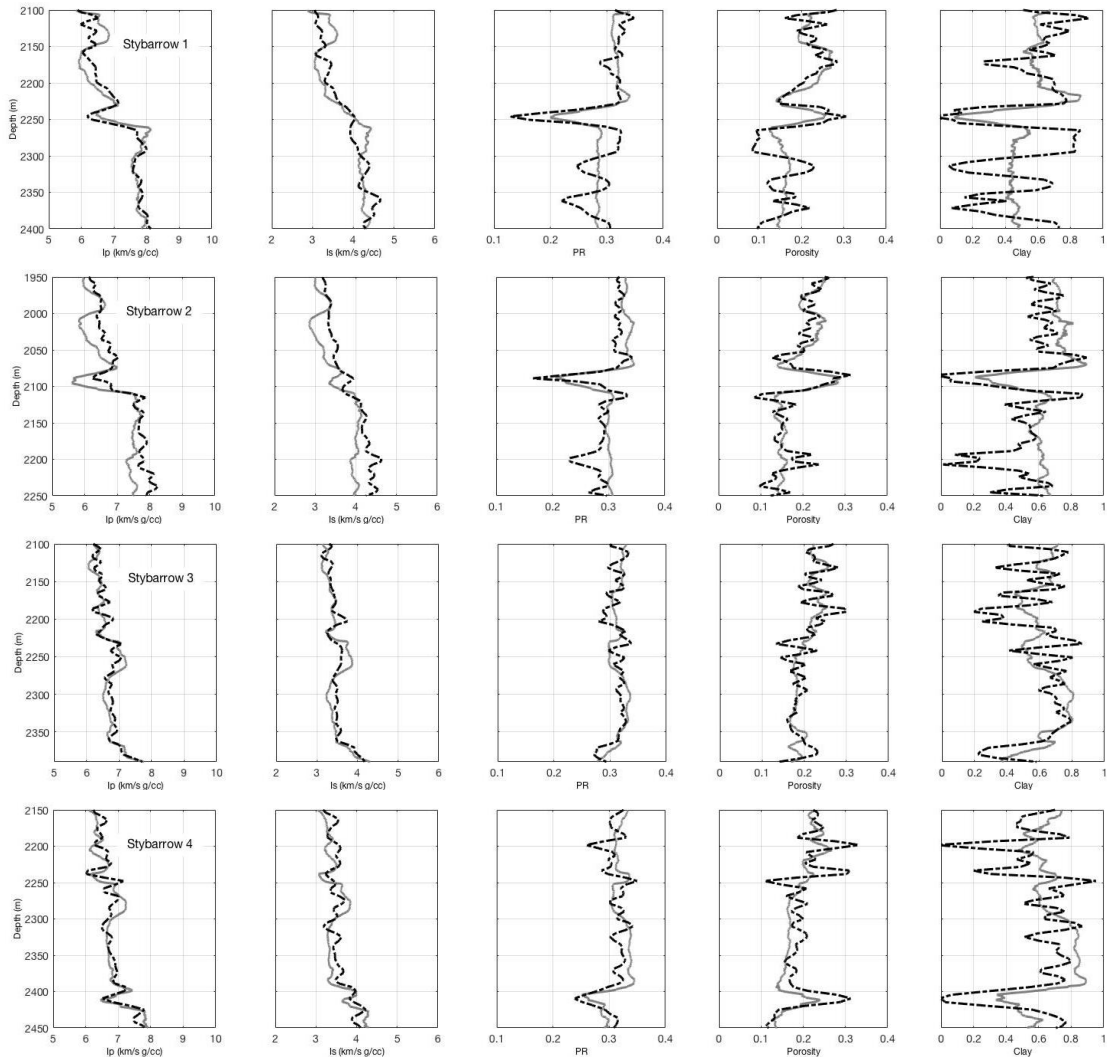 2100
2150
2200
2250
2300
2350
2400
Depth (m)
Stybarrow 1
5 6 7 8 9 10
Ip (km/s g/cc)
2 3 4 5 6
Is (km/s g/cc)
0.1 0.2 0.3 0.4
PR
0 0.1 0.2 0.3 0.4
Porosity
0 0.2 0.4 0.6 0.8 1
Clay
1950
2000
2050
2100
2150
2200
2250
Depth (m)
Stybarrow 2
5 6 7 8 9 10
Ip (km/s g/cc)
2 3 4 5 6
Is (km/s g/cc)
0.1 0.2 0.3 0.4
PR
0 0.1 0.2 0.3 0.4
Porosity
0 0.2 0.4 0.6 0.8 1
Clay
2100
2150
2200
2250
2300
2350
Depth (m)
Stybarrow 3
5 6 7 8 9 10
Ip (km/s g/cc)
2 3 4 5 6
Is (km/s g/cc)
0.1 0.2 0.3 0.4
PR
0 0.1 0.2 0.3 0.4
Porosity
0 0.2 0.4 0.6 0.8 1
Clay
2150
2200
2250
2300
2350
2400
2450
Depth (m)
Stybarrow 4
5 6 7 8 9 10
Ip (km/s g/cc)
2 3 4 5 6
Is (km/s g/cc)
0.1 0.2 0.3 0.4
PR
0 0.1 0.2 0.3 0.4
Porosity
0 0.2 0.4 0.6 0.8 1
Clay